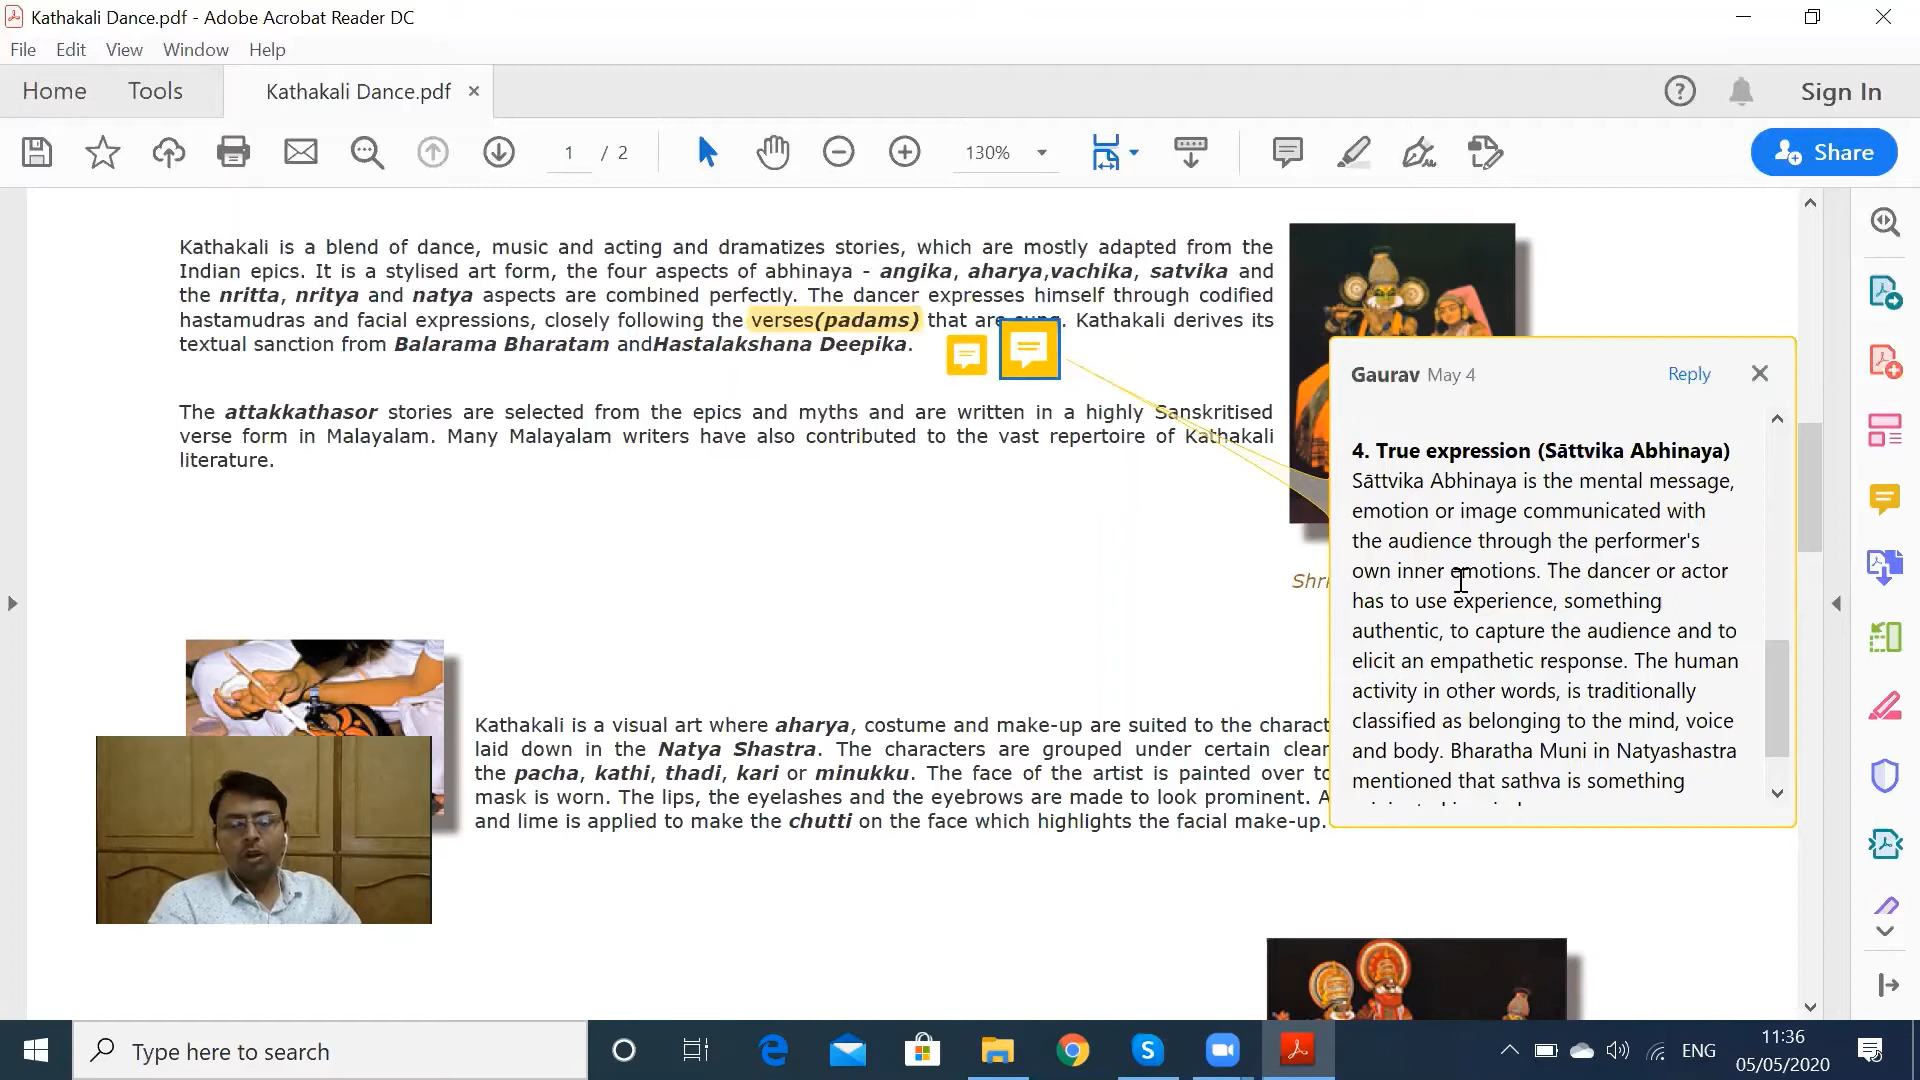 Kathakali Dance.pdf - Adobe Acrobat Reader DC
File Edit View Window Help
Home Tools Kathakali Dance.pdf × Sign In
1 / 2 130% Share
Kathakali is a blend of dance, music and acting and dramatizes stories, which are mostly adapted from the
Indian epics. It is a stylised art form, the four aspects of abhinaya - angika, aharya,vachika, satvika and
the nritta, nritya and natya aspects are combined perfectly. The dancer expresses himself through codified
hastamudras and facial expressions, closely following the verses(padams) that are sung. Kathakali derives its
textual sanction from Balarama Bharatam andHastalakshana Deepika.
The attakkathasor stories are selected from the epics and myths and are written in a highly Sanskritised
verse form in Malayalam. Many Malayalam writers have also contributed to the vast repertoire of Kathakali
literature.
Shri
Kathakali is a visual art where aharya, costume and make-up are suited to the charact
laid down in the Natya Shastra. The characters are grouped under certain clear
the pacha, kathi, thadi, kari or minukku. The face of the artist is painted over to
mask is worn. The lips, the eyelashes and the eyebrows are made to look prominent. A
and lime is applied to make the chutti on the face which highlights the facial make-up.
Gaurav May 4 Reply
4. True expression (Sāttvika Abhinaya)
Sāttvika Abhinaya is the mental message,
emotion or image communicated with
the audience through the performer's
own inner emotions. The dancer or actor
has to use experience, something
authentic, to capture the audience and to
elicit an empathetic response. The human
activity in other words, is traditionally
classified as belonging to the mind, voice
and body. Bharatha Muni in Natyashastra
mentioned that sathva is something
Type here to search
ENG
11:36
05/05/2020